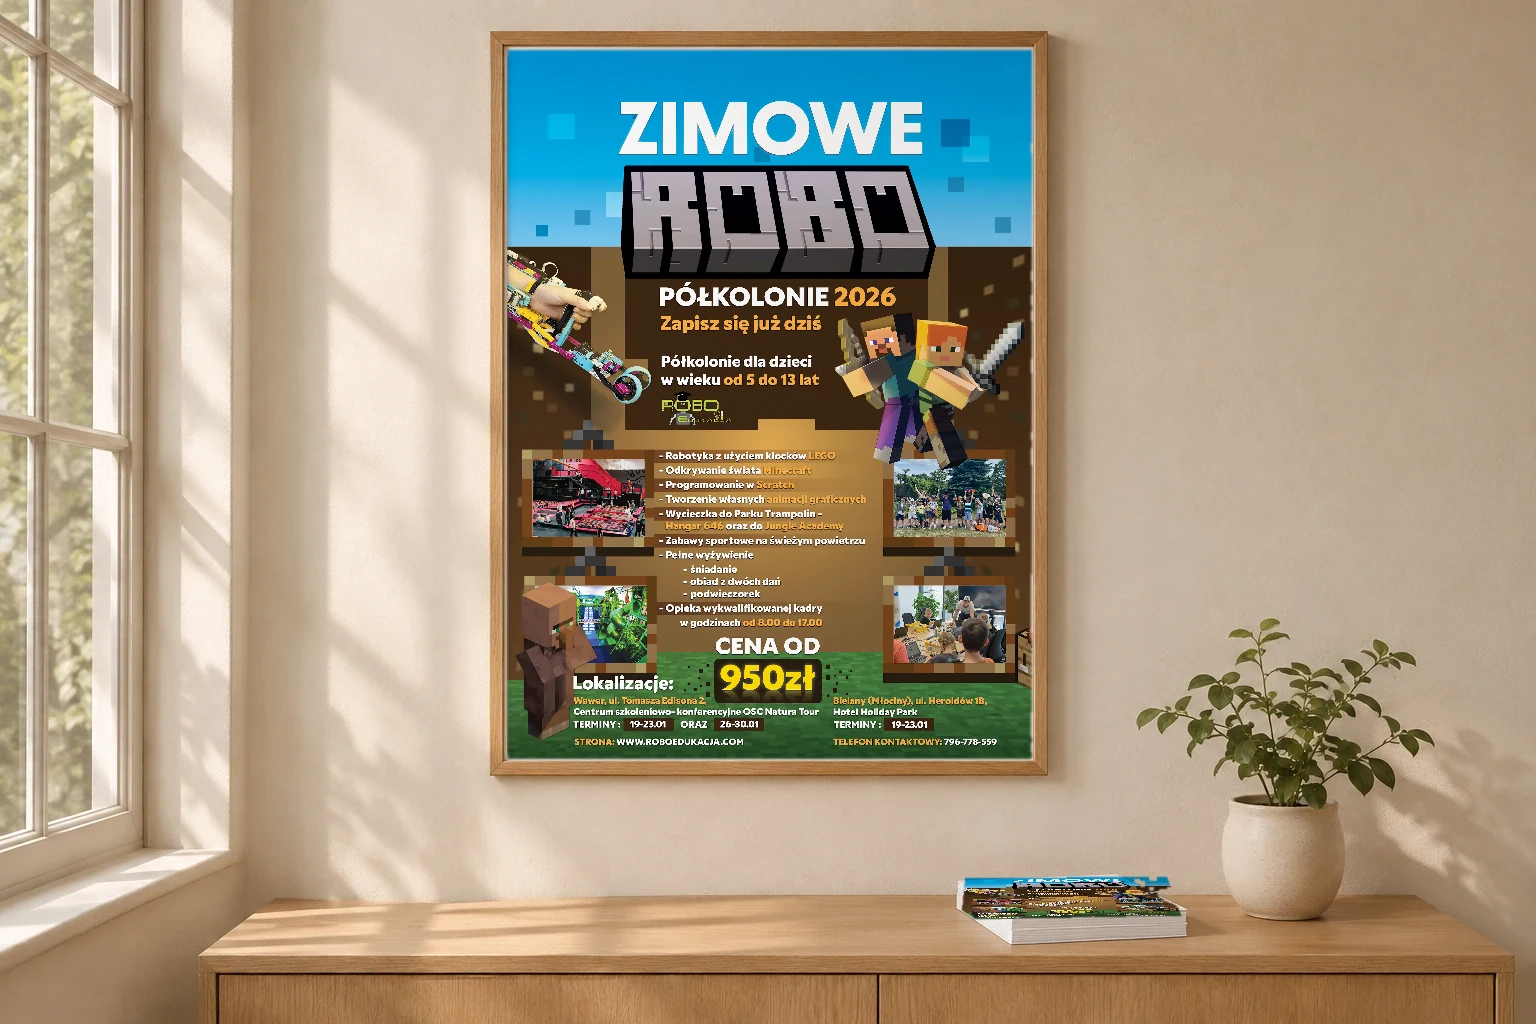 ZIMOWE
ROBO
PÓŁKOLONIE 2026
Zapisz się już dziś
Półkolonie dla dzieci
w wieku od 5 do 13 lat
ROBO
- Robotyka z użyciem klocków LEGO
- Odkrywanie świata Minecraft
- Programowanie w Scratch
- Tworzenie własnych animacji graficznych
- Wycieczka do Parku Trampolin -
Hangar 646 oraz do Jungle Academy
- Zabawy sportowe na świeżym powietrzu
- Pełne wyżywienie
- śniadanie
- obiad z dwóch dań
- podwieczorek
- Opieka wykwalifikowanej kadry
w godzinach od 8.00 do 17.00
CENA OD
950zł
Lokalizacje:
Wawer, ul. Tomasza Edisona 2,
Centrum szkoleniowo-konferencyjne OSC Natura Tour
TERMINY: 19-23.01 ORAZ 26-30.01
Bielany (Młociny), ul. Heroldów 1B,
Hotel Holiday Park
TERMINY: 19-23.01
STRONA: WWW.ROBOEDUKACJA.COM
TELEFON KONTAKTOWY: 796-778-559
ZIMOWE